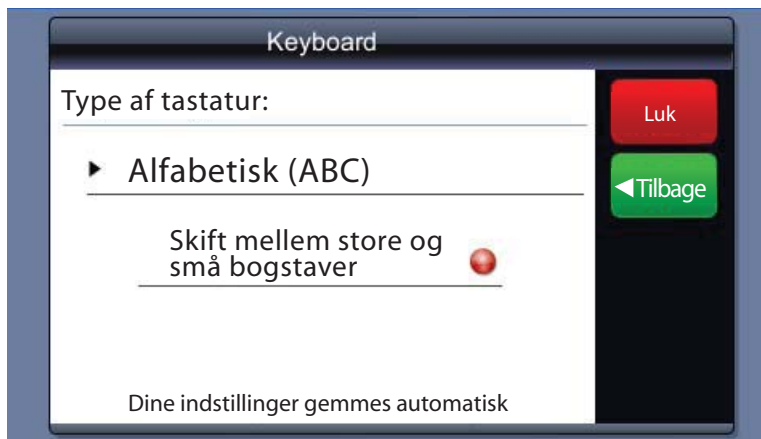 Keyboard
Type af tastatur:
Luk
Alfabetisk (ABC)
Tilbage
Skift mellem store og
små bogstaver
Dine indstillinger gemmes automatisk